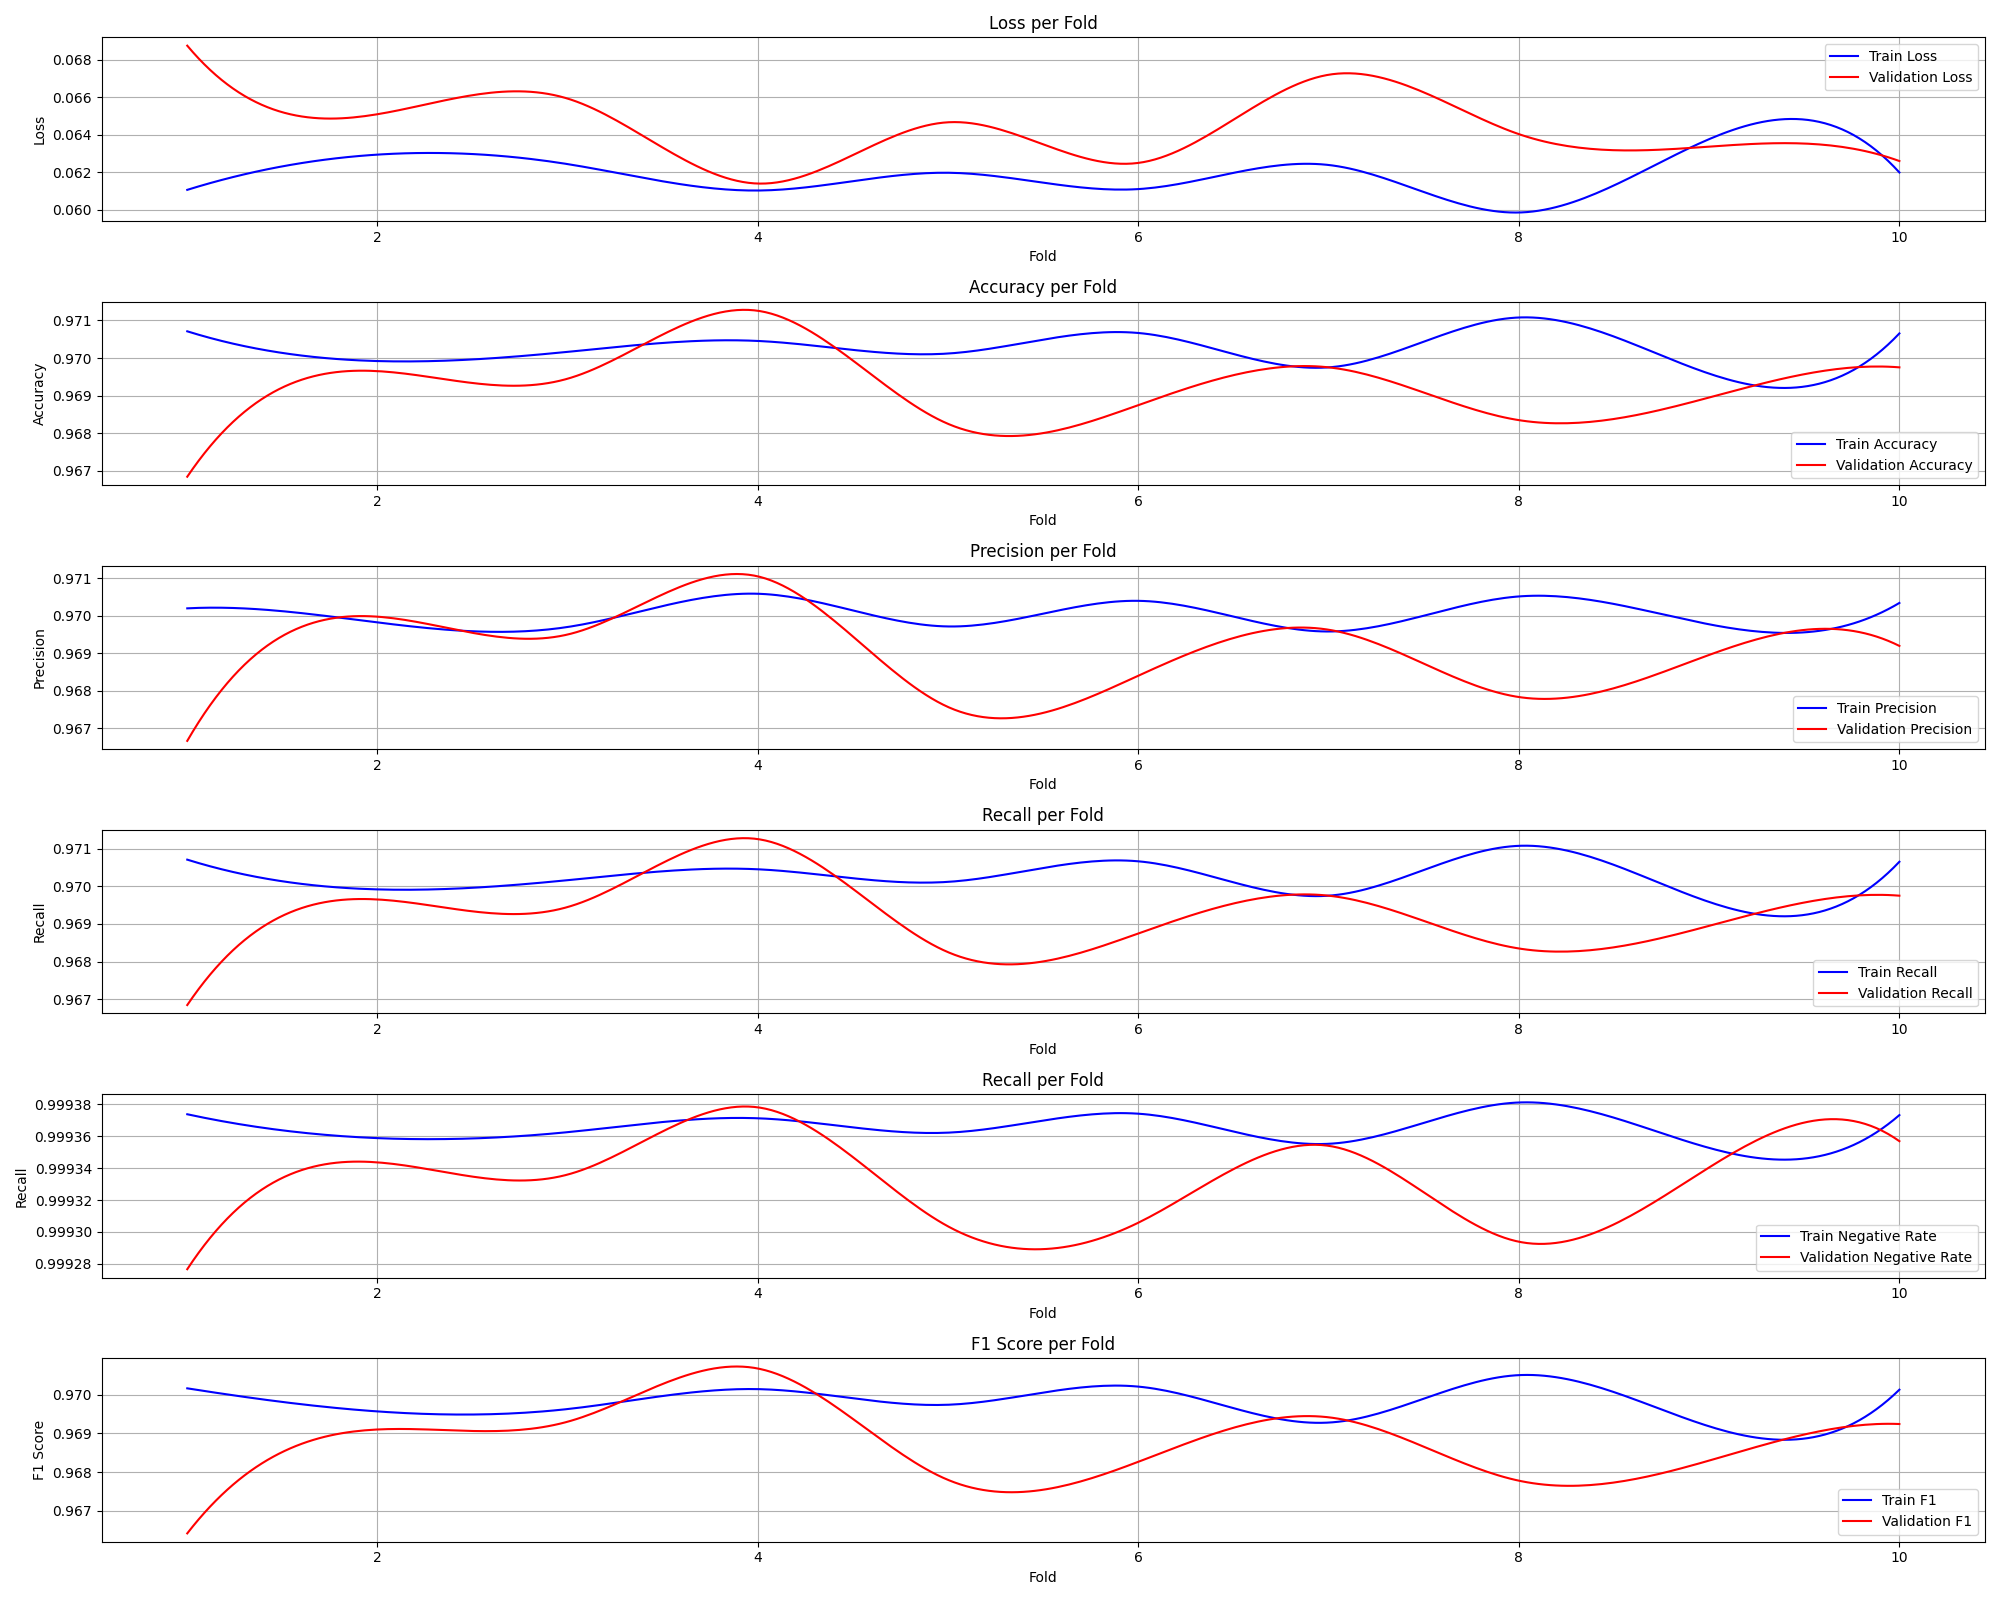 Loss per Fold
0.068
0.066
0.064
0.062
0.060
Loss
Train Loss
Validation Loss
2 4 6 8 10
Fold
Accuracy per Fold
0.971
0.970
0.969
0.968
0.967
Accuracy
Train Accuracy
Validation Accuracy
2 4 6 8 10
Fold
Precision per Fold
0.971
0.970
0.969
0.968
0.967
Precision
Train Precision
Validation Precision
2 4 6 8 10
Fold
Recall per Fold
0.971
0.970
0.969
0.968
0.967
Recall
Train Recall
Validation Recall
2 4 6 8 10
Fold
Recall per Fold
0.99938
0.99936
0.99934
0.99932
0.99930
0.99928
Recall
Train Negative Rate
Validation Negative Rate
2 4 6 8 10
Fold
F1 Score per Fold
0.970
0.969
0.968
0.967
F1 Score
Train F1
Validation F1
2 4 6 8 10
Fold